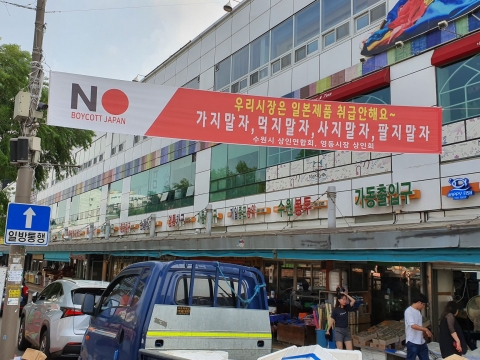 NO
BOYCOTT JAPAN
우리시장은 일본제품 취급안해요~
가지말자, 먹지말자, 사지말자, 팔지말자
수원시 상인연합회. 영동시장 상인회
가동출입구
일방통행